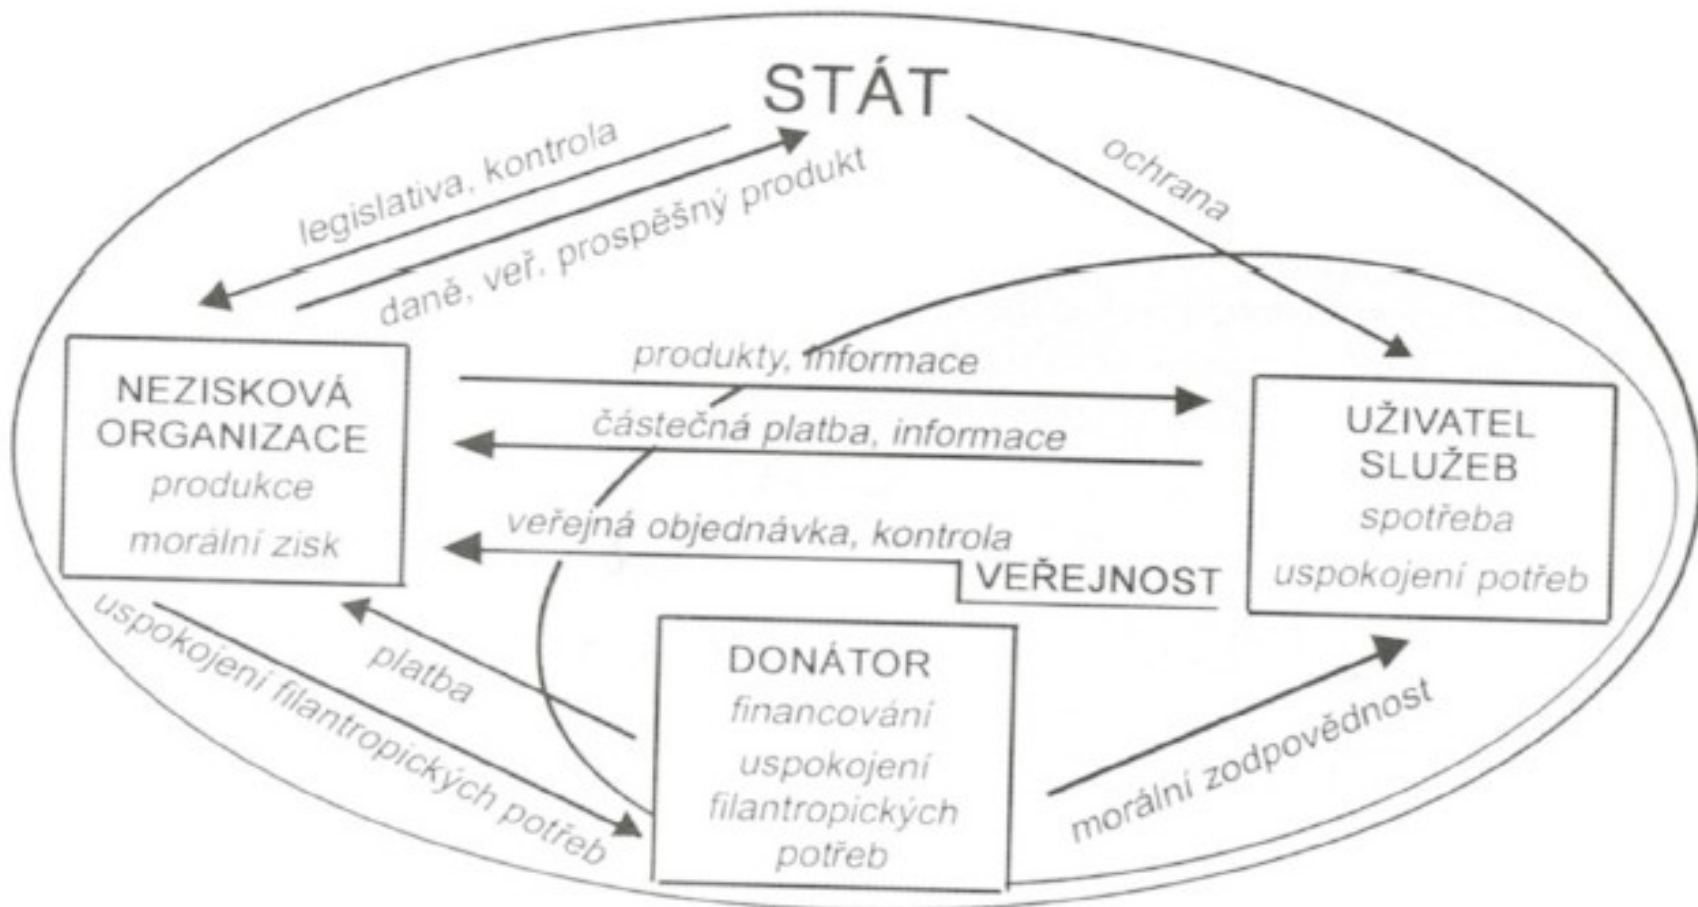 STÁT
legislativa, kontrola
daně, veř. prospěšný produkt
ochrana
produkty, informace
částečná platba, informace
veřejná objednávka, kontrola
VEŘEJNOST
NEZISKOVÁ
ORGANIZACE
produkce
morální zisk
UŽIVATEL
SLUŽEB
spotřeba
uspokojení potřeb
uspokojení filantropických potřeb
platba
DONÁTOR
financování
uspokojení
filantropických
potřeb
morální zodpovědnost